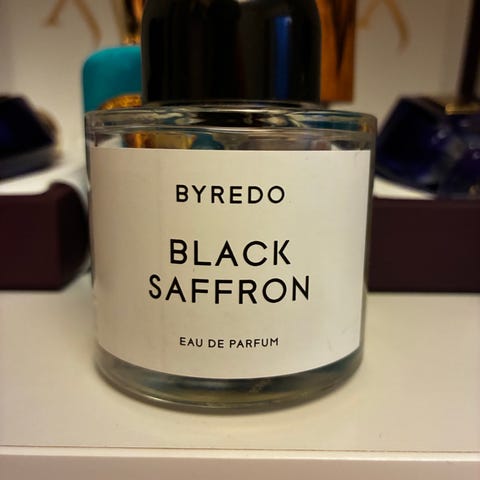 BYREDO
BLACK
SAFFRON
EAU DE PARFUM